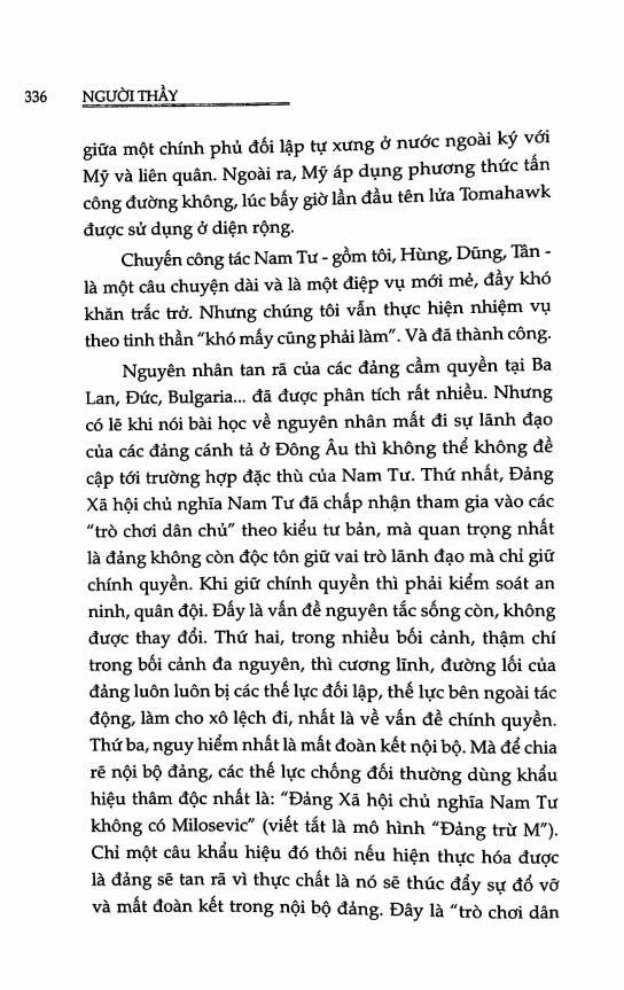 336 NGƯỜI THẦY
giữa một chính phủ đối lập tự xưng ở nước ngoài ký với
Mỹ và liên quân. Ngoài ra, Mỹ áp dụng phương thức tấn
công đường không, lúc bấy giờ lần đầu tên lửa Tomahawk
được sử dụng ở diện rộng.
Chuyến công tác Nam Tư - gồm tôi, Hùng, Dũng, Tân -
là một câu chuyện dài và là một điệp vụ mới mẻ, đầy khó
khăn trắc trở. Nhưng chúng tôi vẫn thực hiện nhiệm vụ
theo tinh thần “khó mấy cũng phải làm”. Và đã thành công.
Nguyên nhân tan rã của các đảng cầm quyền tại Ba
Lan, Đức, Bulgaria... đã được phân tích rất nhiều. Nhưng
có lẽ khi nói bài học về nguyên nhân mất đi sự lãnh đạo
của các đảng cánh tả ở Đông Âu thì không thể không đề
cập tới trường hợp đặc thù của Nam Tư. Thứ nhất, Đảng
Xã hội chủ nghĩa Nam Tư đã chấp nhận tham gia vào các
“trò chơi dân chủ” theo kiểu tư bản, mà quan trọng nhất
là đảng không còn độc tôn giữ vai trò lãnh đạo mà chỉ giữ
chính quyền. Khi giữ chính quyền thì phải kiểm soát an
ninh, quân đội. Đấy là vấn đề nguyên tắc sống còn, không
được thay đổi. Thứ hai, trong nhiều bối cảnh, thậm chí
trong bối cảnh đa nguyên, thì cương lĩnh, đường lối của
đảng luôn luôn bị các thế lực đối lập, thế lực bên ngoài tác
động, làm cho xô lệch đi, nhất là về vấn đề chính quyền.
Thứ ba, nguy hiểm nhất là mất đoàn kết nội bộ. Mà để chia
rẽ nội bộ đảng, các thế lực chống đối thường dùng khẩu
hiệu thâm độc nhất là: “Đảng Xã hội chủ nghĩa Nam Tư
không có Milosevic” (viết tắt là mô hình “Đảng trừ M”).
Chỉ một câu khẩu hiệu đó thôi nếu hiện thực hóa được
là đảng sẽ tan rã vì thực chất là nó sẽ thúc đẩy sự đổ vỡ
và mất đoàn kết trong nội bộ đảng. Đây là “trò chơi dân